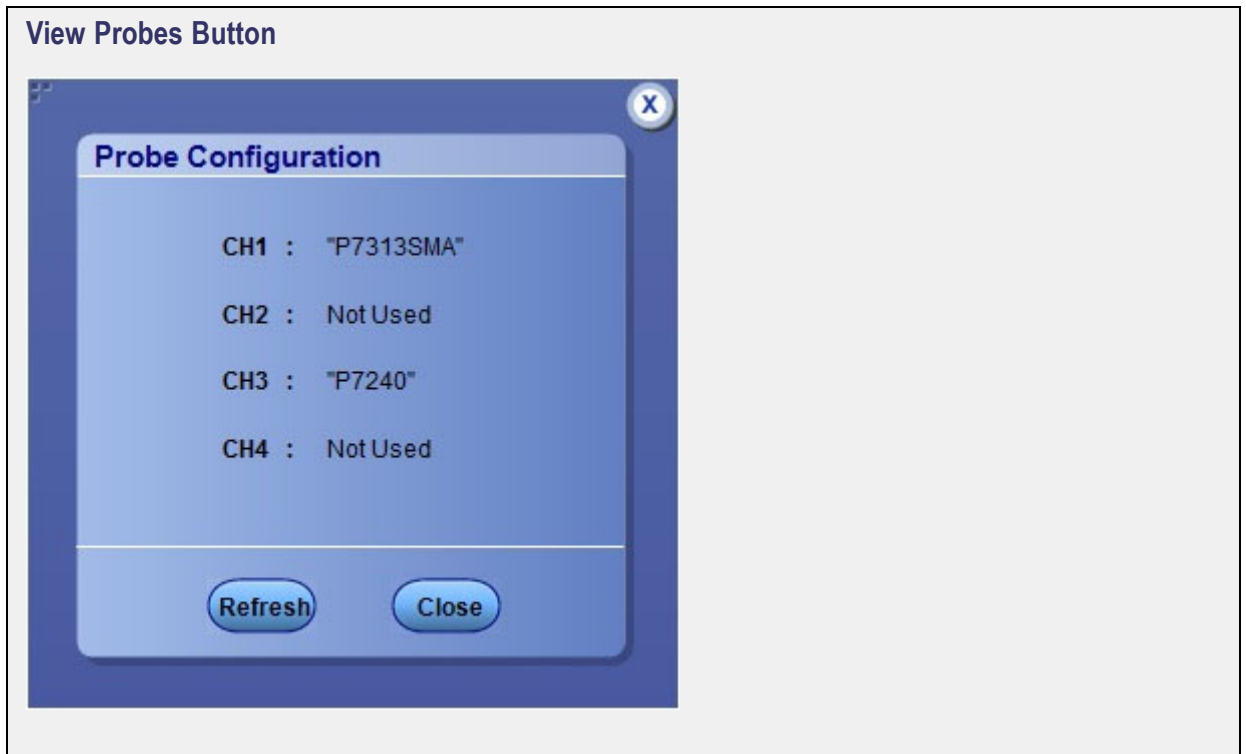 View Probes Button
X
Probe Configuration
CH1 : "P7313SMA"
CH2 : Not Used
CH3 : "P7240"
CH4 : Not Used
Refresh Close